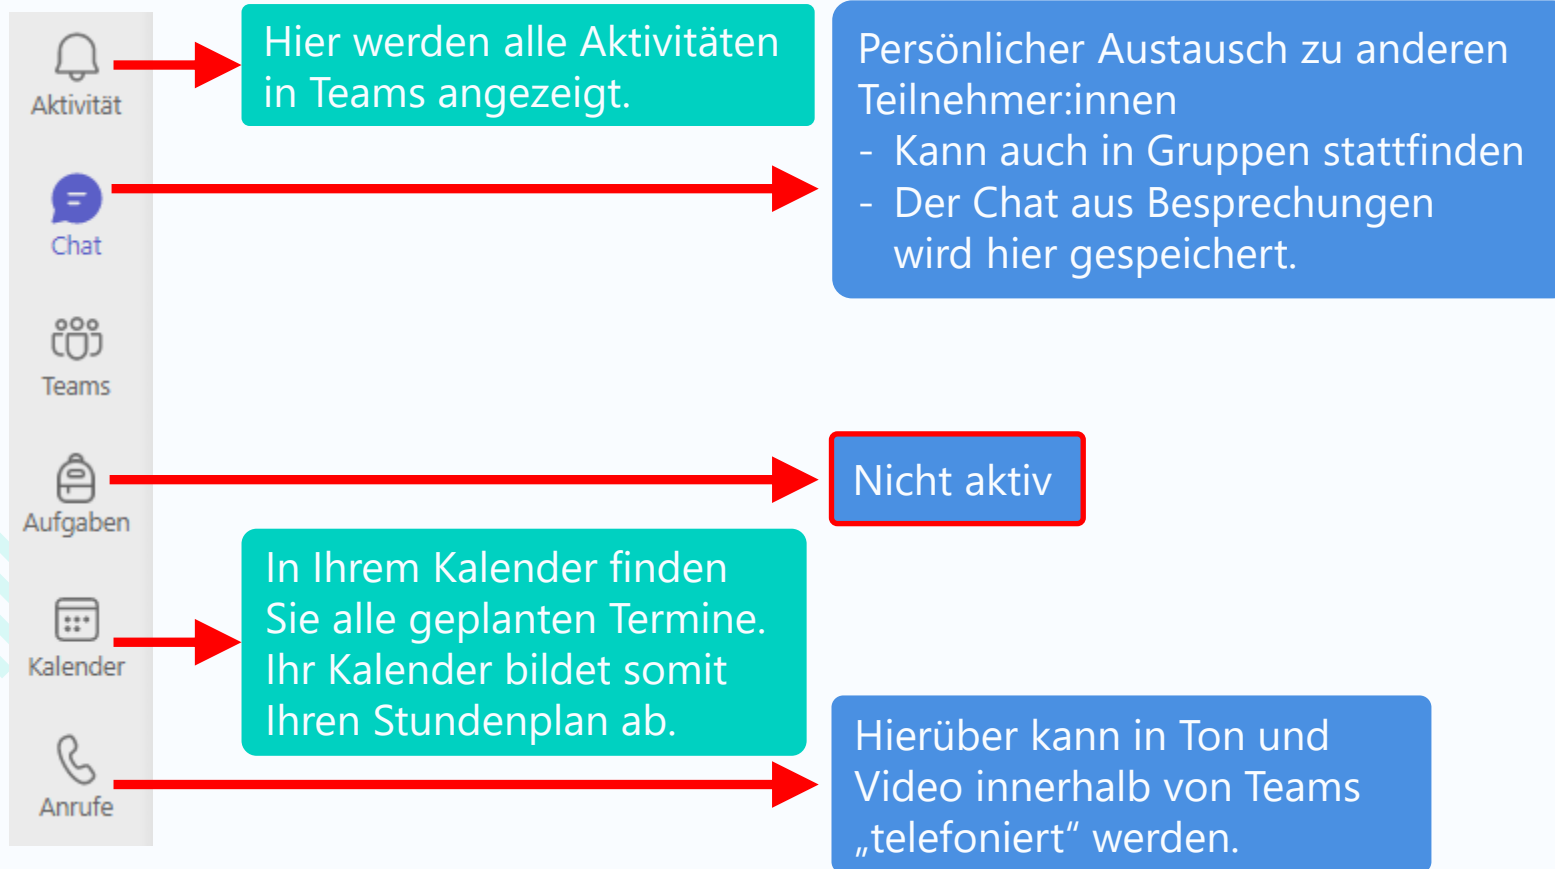 Aktivität
Hier werden alle Aktivitäten
in Teams angezeigt.
Chat
Persönlicher Austausch zu anderen
Teilnehmer:innen
- Kann auch in Gruppen stattfinden
- Der Chat aus Besprechungen
wird hier gespeichert.
Teams
Aufgaben
Nicht aktiv
Kalender
In Ihrem Kalender finden
Sie alle geplanten Termine.
Ihr Kalender bildet somit
Ihren Stundenplan ab.
Anrufe
Hierüber kann in Ton und
Video innerhalb von Teams
„telefoniert“ werden.